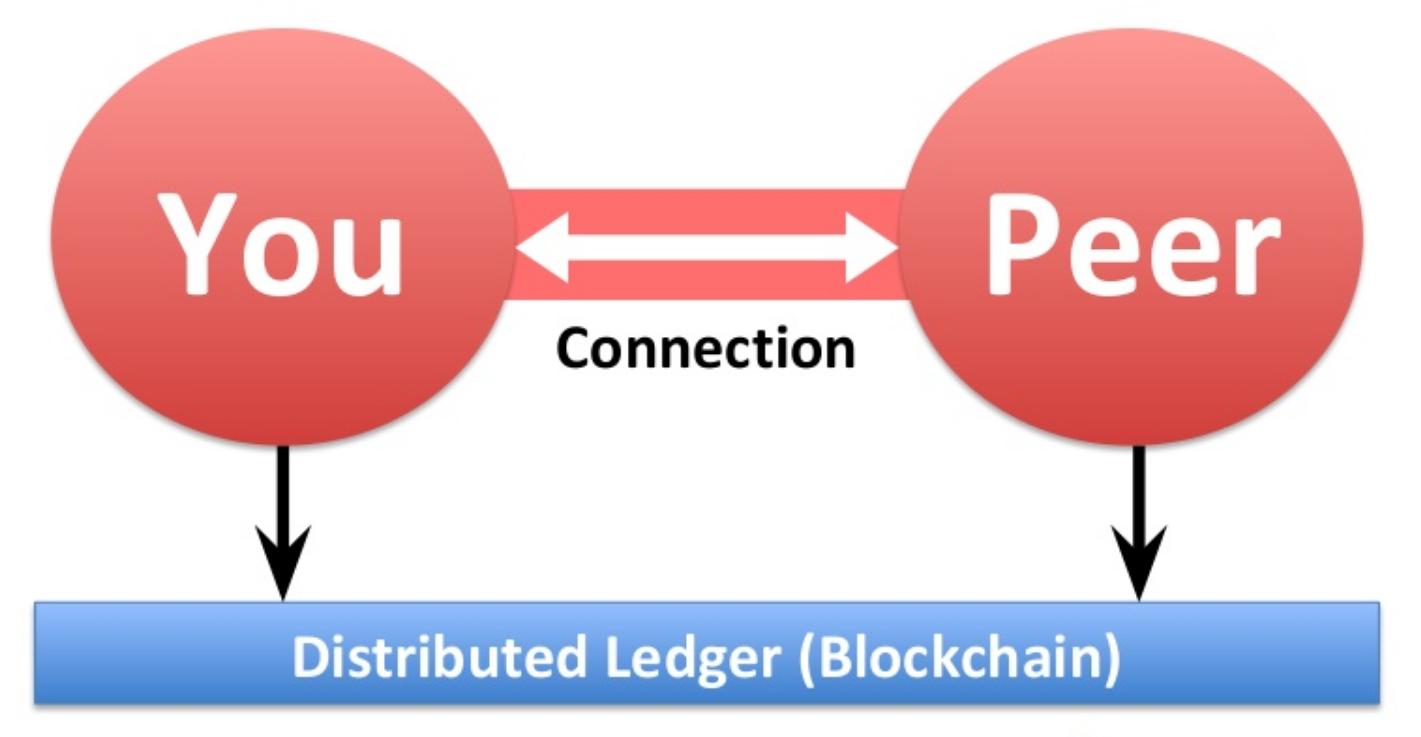 You
Peer
Connection
Distributed Ledger (Blockchain)